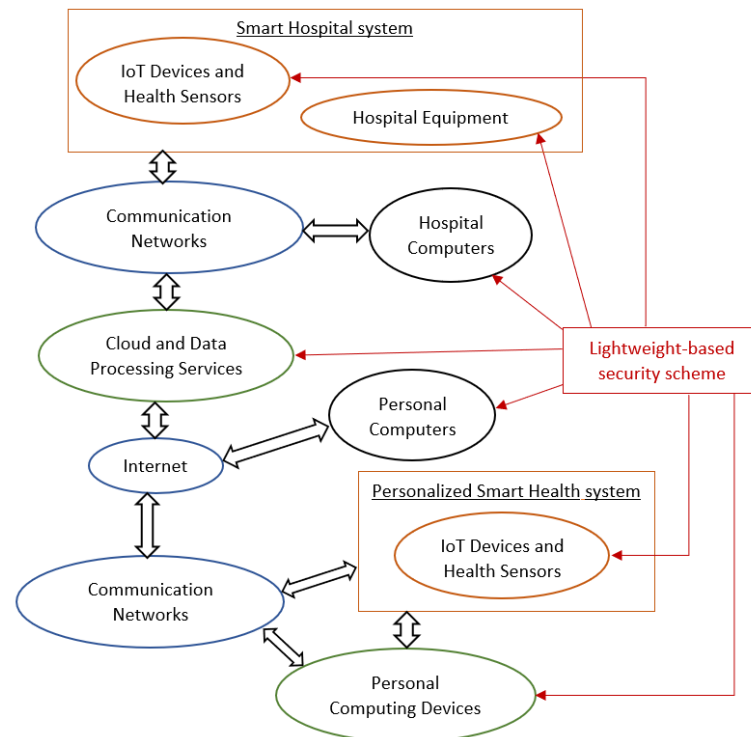 Smart Hospital system
IoT Devices and
Health Sensors
Hospital Equipment
Communication
Networks
Hospital
Computers
Cloud and Data
Processing Services
Lightweight-based
security scheme
Personal
Computers
Internet
Personalized Smart Health system
IoT Devices and
Health Sensors
Communication
Networks
Personal
Computing Devices